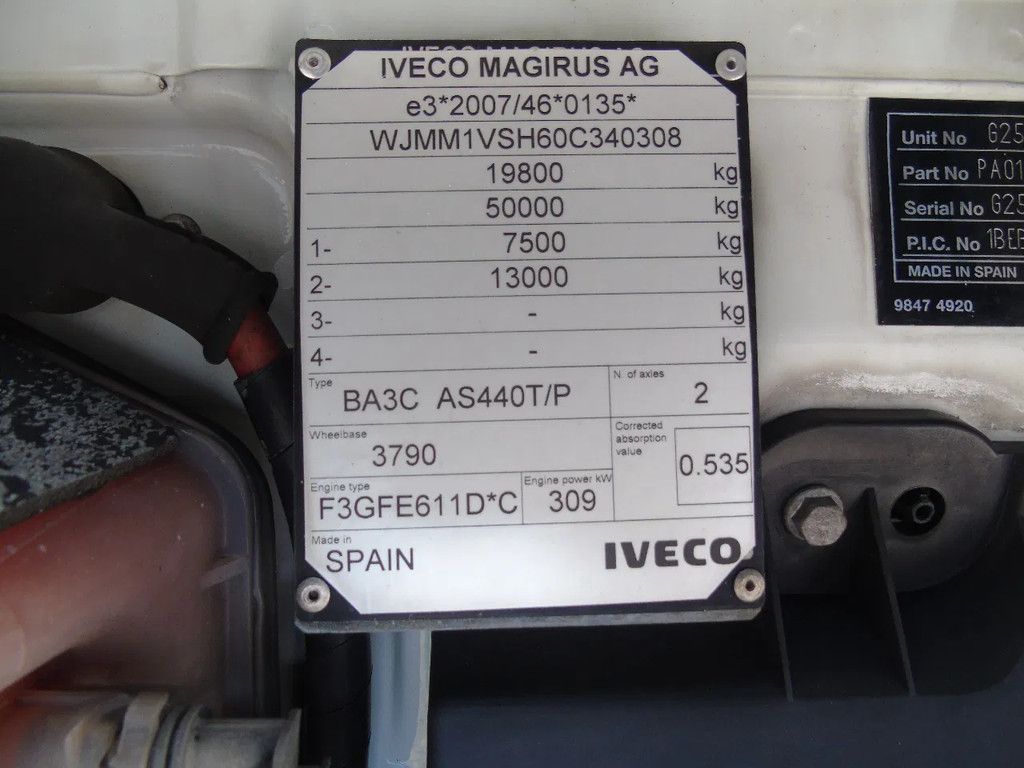 IVECO MAGIRUS AG
e3*2007/46*0135*
WJMM1VSH60C340308
19800 kg
50000 kg
1- 7500 kg
2- 13000 kg
3- - kg
4- - kg
Type BA3C AS440T/P
N. of axles 2
Wheelbase 3790
Corrected absorption value 0.535
Engine type F3GFE611D*C
Engine power kW 309
Made in SPAIN
IVECO
Unit No G25
Part No PA01
Serial No G25
P.I.C. No 1BEB
MADE IN SPAIN
9847 4920